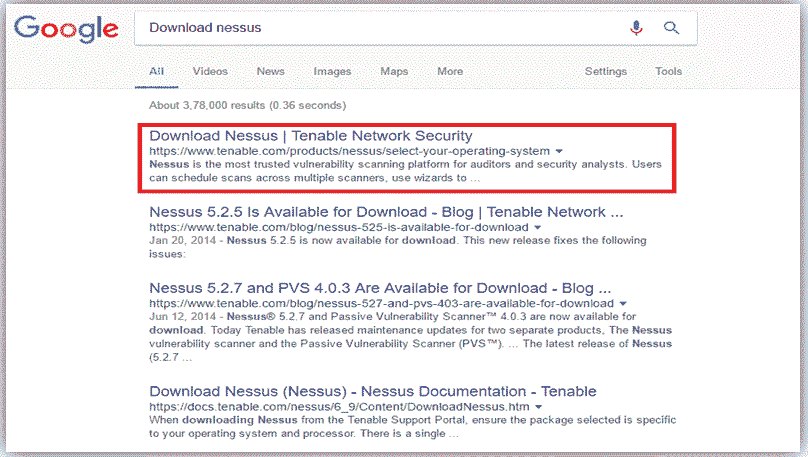 Google
Download nessus
All Videos News Images Maps More Settings Tools
About 3,78,000 results (0.36 seconds)
Download Nessus | Tenable Network Security
https://www.tenable.com/products/nessus/select-your-operating-system
Nessus is the most trusted vulnerability scanning platform for auditors and security analysts. Users
can schedule scans across multiple scanners, use wizards to ...
Nessus 5.2.5 Is Available for Download - Blog | Tenable Network ...
https://www.tenable.com/blog/nessus-525-is-available-for-download
Jan 20, 2014 - Nessus 5.2.5 is now available for download. This new release fixes the following
issues:
Nessus 5.2.7 and PVS 4.0.3 Are Available for Download - Blog ...
https://www.tenable.com/blog/nessus-527-and-pvs-403-are-available-for-download
Jun 12, 2014 - Nessus® 5.2.7 and Passive Vulnerability Scanner™ 4.0.3 are now available for
download. Today Tenable has released maintenance updates for two separate products, The Nessus
vulnerability scanner and the Passive Vulnerability Scanner (PVS™). ... The latest release of Nessus
(5.2.7 ...
Download Nessus (Nessus) - Nessus Documentation - Tenable
https://docs.tenable.com/nessus/6_9/Content/DownloadNessus.htm
When downloading Nessus from the Tenable Support Portal, ensure the package selected is specific
to your operating system and processor. There is a single ...